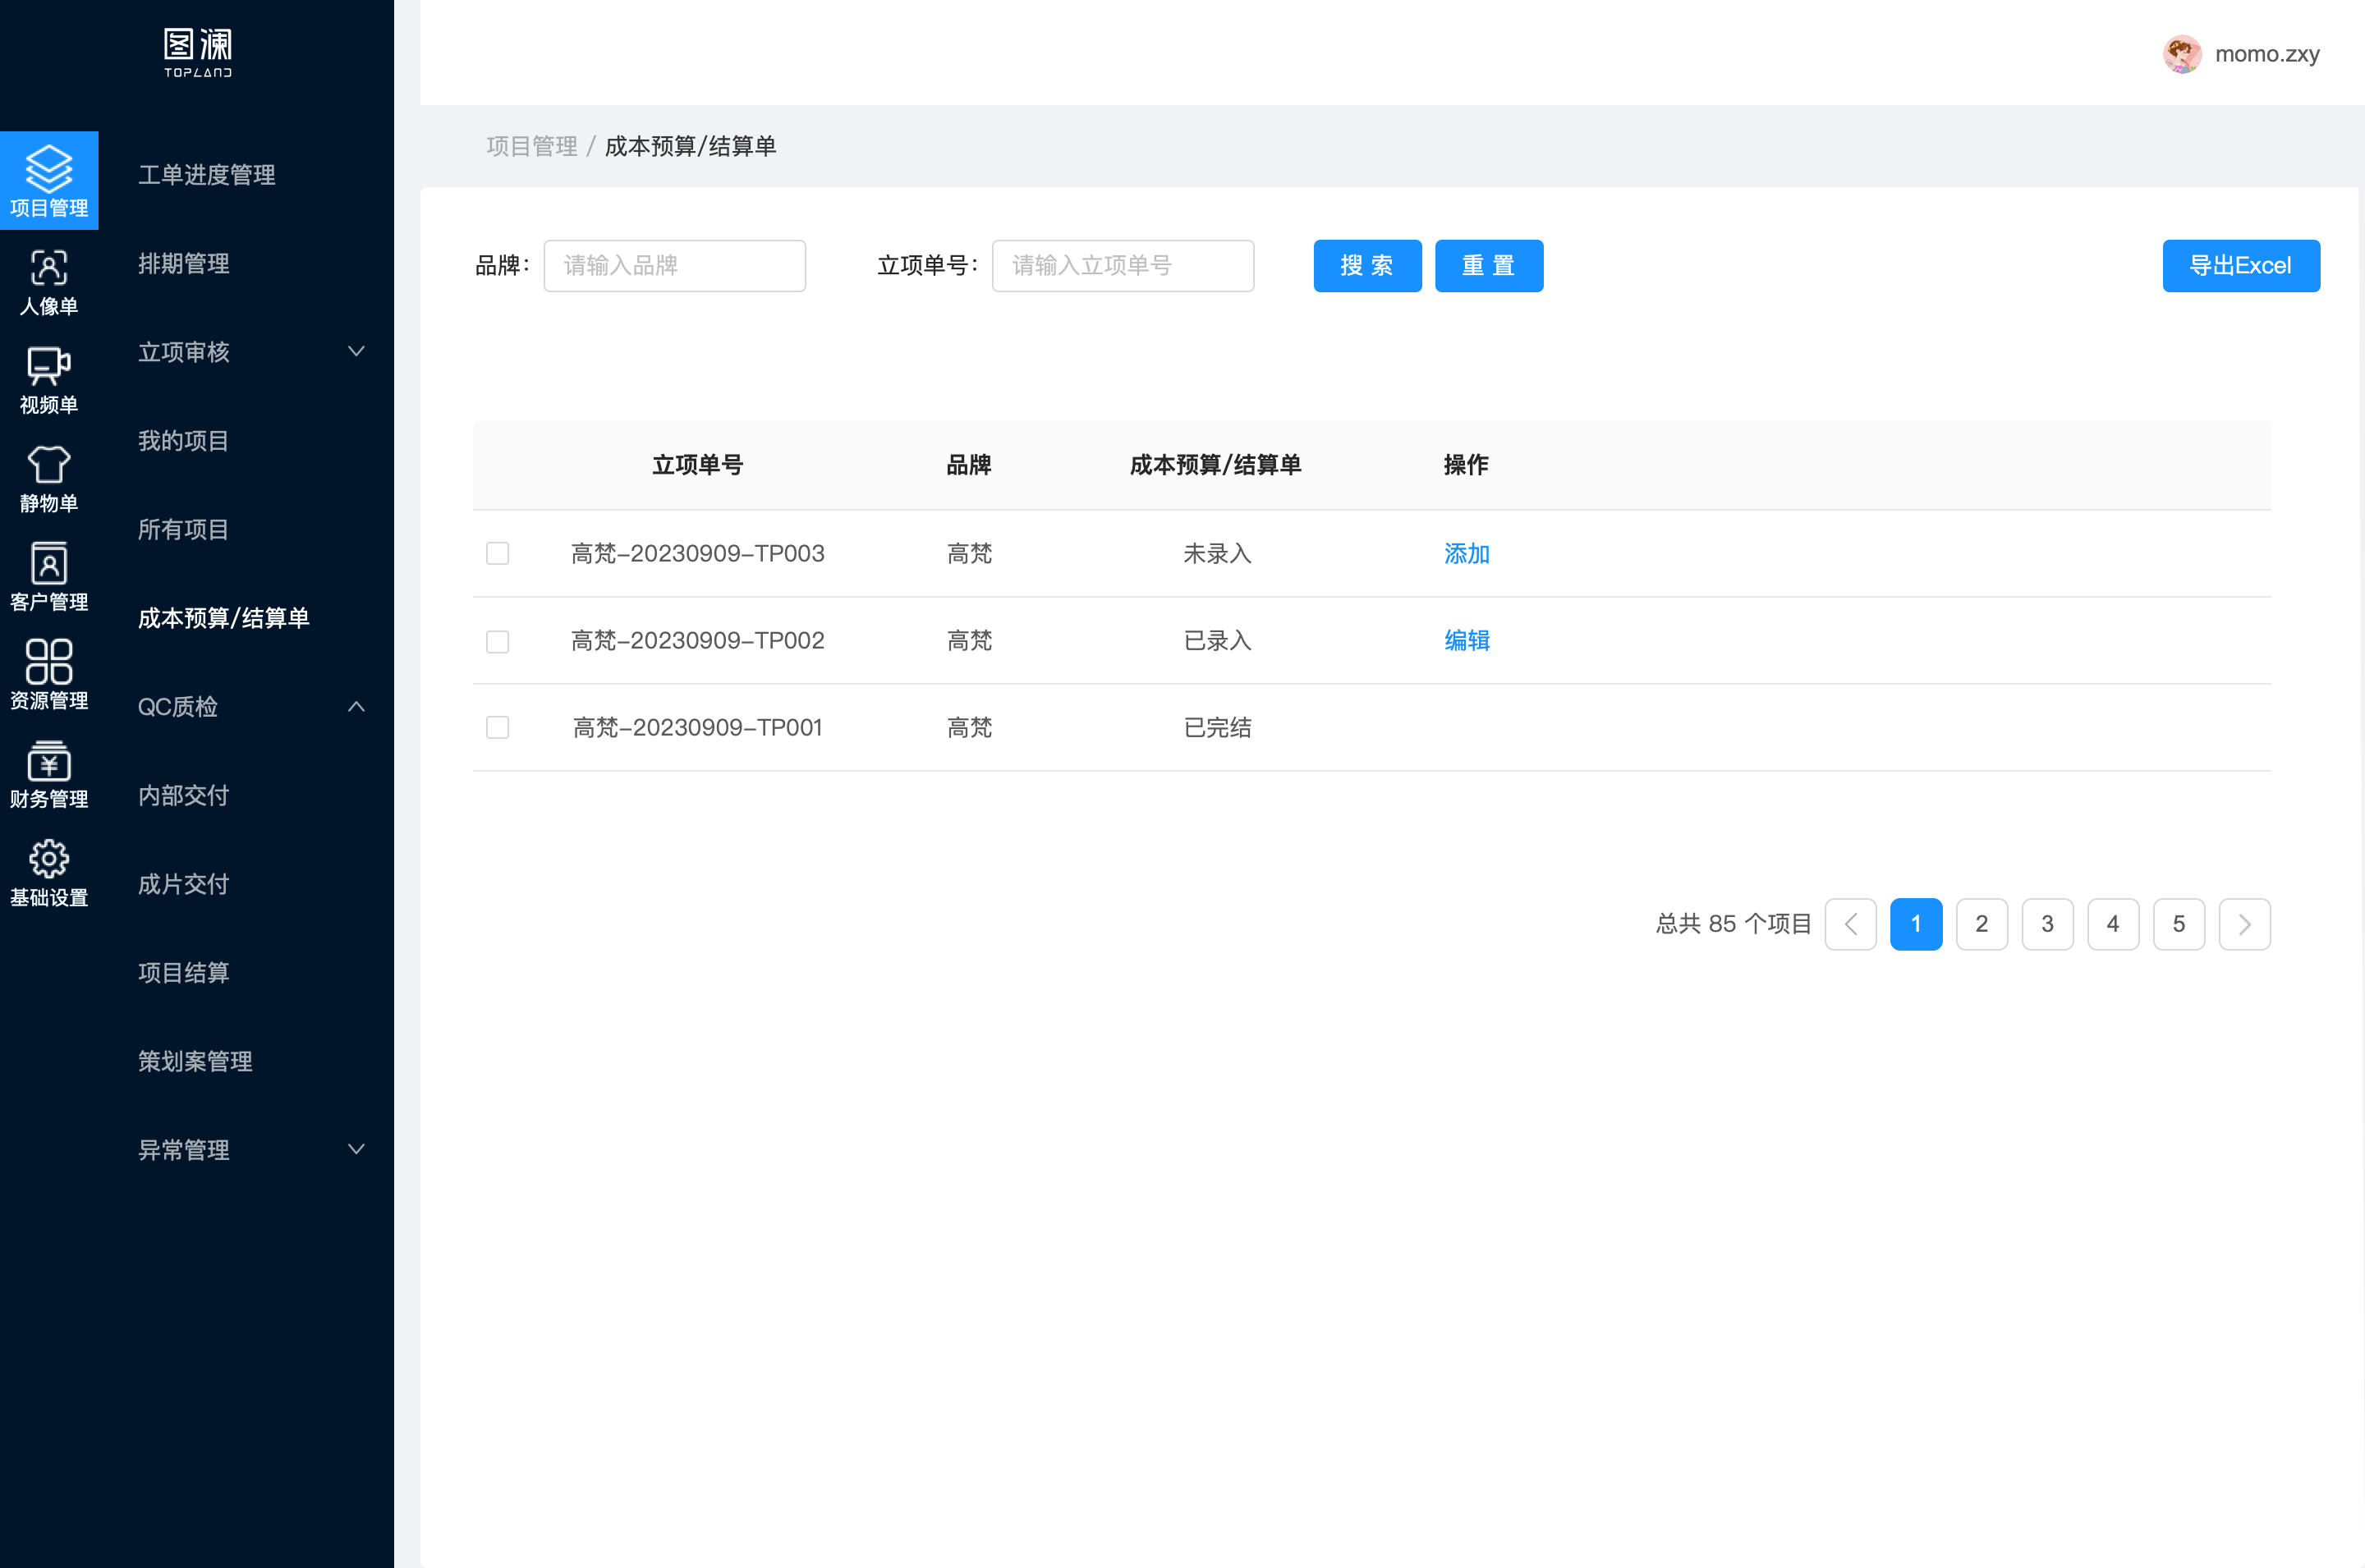 图澜
TOPLAND
momo.zxy
项目管理
人像单
视频单
静物单
客户管理
资源管理
财务管理
基础设置
工单进度管理
排期管理
立项审核
我的项目
所有项目
成本预算/结算单
QC质检
内部交付
成片交付
项目结算
策划案管理
异常管理
项目管理 / 成本预算/结算单
品牌: 请输入品牌 立项单号: 请输入立项单号 搜 索 重 置 导出Excel
立项单号 品牌 成本预算/结算单 操作
高梵-20230909-TP003 高梵 未录入 添加
高梵-20230909-TP002 高梵 已录入 编辑
高梵-20230909-TP001 高梵 已完结
总共 85 个项目 < 1 2 3 4 5 >